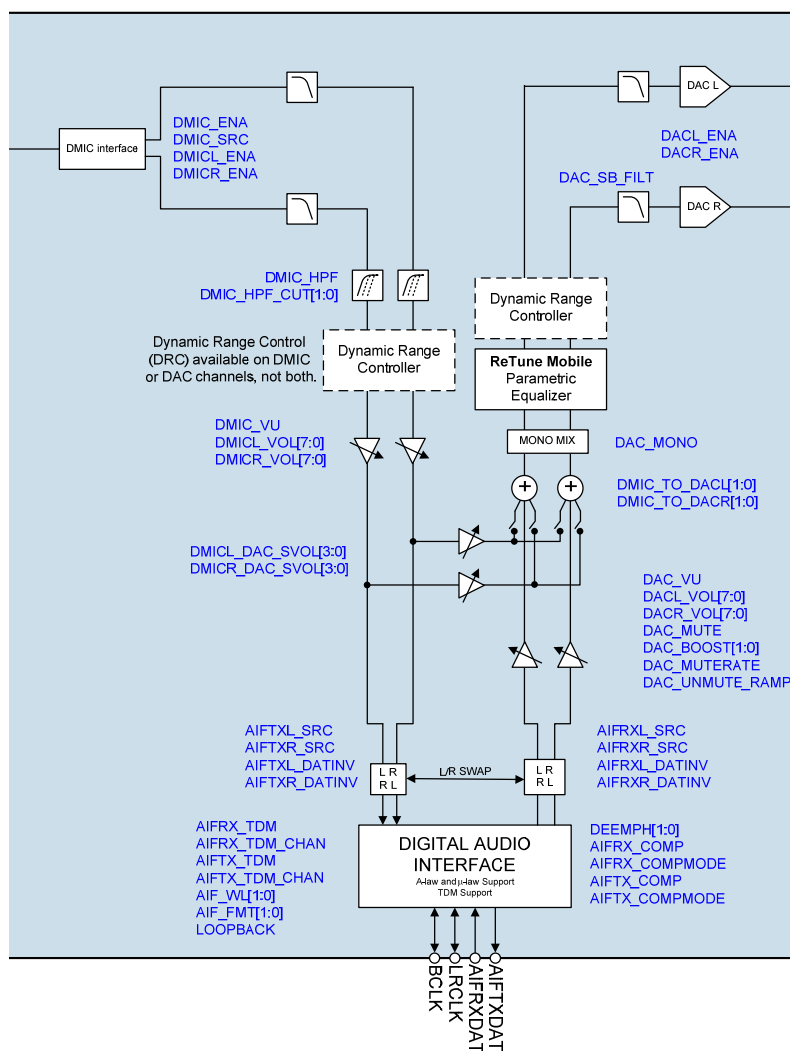 DAC L
DMIC_ENA
DMIC_SRC
DMICL_ENA
DMICR_ENA
DMIC interface
DACL_ENA
DACR_ENA
DAC_SB_FILT
DAC R
DMIC_HPF
DMIC_HPF_CUT[1:0]
Dynamic Range
Controller
Dynamic Range Control
(DRC) available on DMIC
or DAC channels, not both.
Dynamic Range
Controller
ReTune Mobile
Parametric
Equalizer
DMIC_VU
DMICL_VOL[7:0]
DMICR_VOL[7:0]
MONO MIX
DAC_MONO
+
+
DMIC_TO_DACL[1:0]
DMIC_TO_DACR[1:0]
DMICL_DAC_SVOL[3:0]
DMICR_DAC_SVOL[3:0]
DAC_VU
DACL_VOL[7:0]
DACR_VOL[7:0]
DAC_MUTE
DAC_BOOST[1:0]
DAC_MUTERATE
DAC_UNMUTE_RAMP
AIFTXL_SRC
AIFTXR_SRC
AIFTXL_DATINV
AIFTXR_DATINV
L R
R L
L/R SWAP
L R
R L
AIFRXL_SRC
AIFRXR_SRC
AIFRXL_DATINV
AIFRXR_DATINV
AIFRX_TDM
AIFRX_TDM_CHAN
AIFTX_TDM
AIFTX_TDM_CHAN
AIF_WL[1:0]
AIF_FMT[1:0]
LOOPBACK
DIGITAL AUDIO
INTERFACE
A-law and µ-law Support
TDM Support
DEEMPH[1:0]
AIFRX_COMP
AIFRX_COMPMODE
AIFTX_COMP
AIFTX_COMPMODE
BCLK
LRCLK
AIFRXDAT
AIFTXDAT